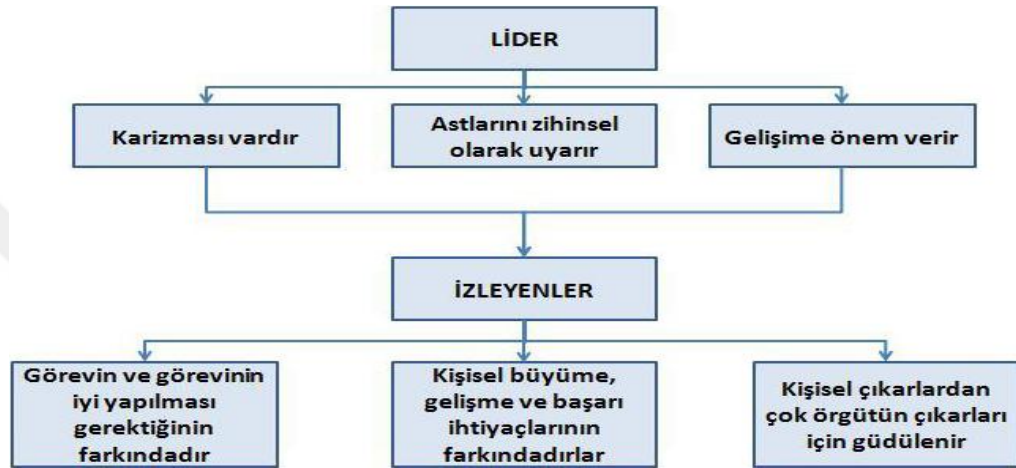 LİDER
Karizması vardır
Astlarını zihinsel
olarak uyarır
Gelişime önem verir
İZLEYENLER
Görevin ve görevinin
iyi yapılması
gerektiğinin
farkındadır
Kişisel büyüme,
gelişme ve başarı
ihtiyaçlarının
farkındadırlar
Kişisel çıkarlardan
çok örgütün çıkarları
için güdülenir